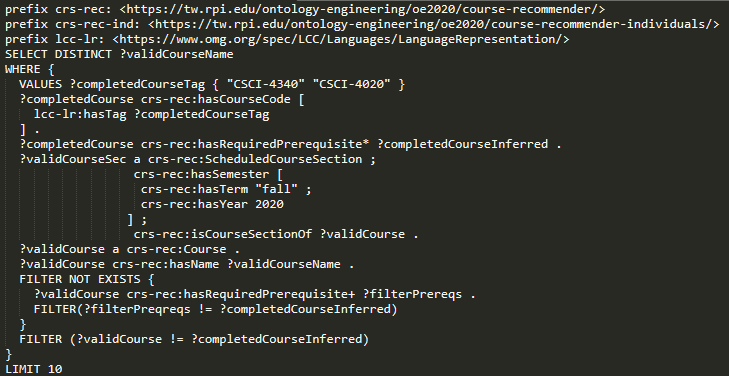 prefix crs-rec: <https://tw.rpi.edu/ontology-engineering/oe2020/course-recommender/>
prefix crs-rec-ind: <https://tw.rpi.edu/ontology-engineering/oe2020/course-recommender-individuals/>
prefix lcc-lr: <https://www.omg.org/spec/LCC/Languages/LanguageRepresentation/>
SELECT DISTINCT ?validCourseName
WHERE {
VALUES ?completedCourseTag { "CSCI-4340" "CSCI-4020" }
?completedCourse crs-rec:hasCourseCode [
lcc-lr:hasTag ?completedCourseTag
] .
?completedCourse crs-rec:hasRequiredPrerequisite* ?completedCourseInferred .
?validCourseSec a crs-rec:ScheduledCourseSection ;
crs-rec:hasSemester [
crs-rec:hasTerm "fall" ;
crs-rec:hasYear 2020
] ;
crs-rec:isCourseSectionOf ?validCourse .
?validCourse a crs-rec:Course .
?validCourse crs-rec:hasName ?validCourseName .
FILTER NOT EXISTS {
?validCourse crs-rec:hasRequiredPrerequisite+ ?filterPrereqs .
FILTER(?filterPreqreqs != ?completedCourseInferred)
}
FILTER (?validCourse != ?completedCourseInferred)
}
LIMIT 10